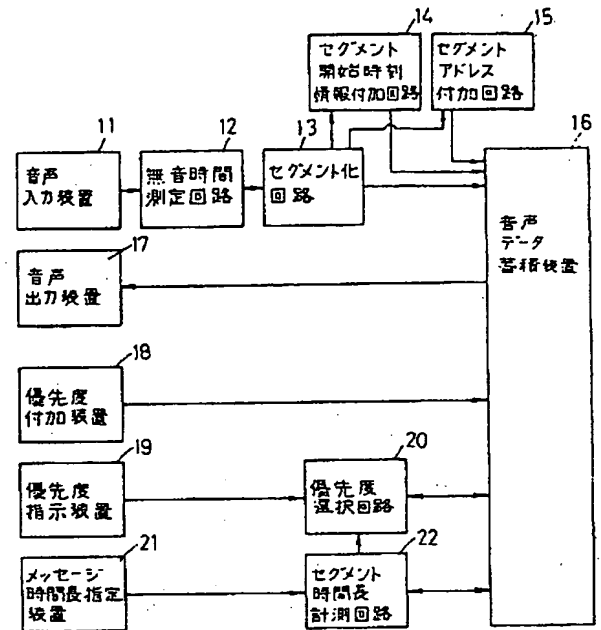 14
15
セグメント
開始時刻
情報付加回路
セグメント
アドレス
付加回路
16
11
12
13
音声
入力装置
無音時間
測定回路
セグメント化
回路
音声
データ
蓄積装置
17
音声
出力装置
18
優先度
付加装置
19
20
優先度
指示装置
優先度
選択回路
21
22
メッセージ
時間長指定
装置
セグメント
時間長
計測回路